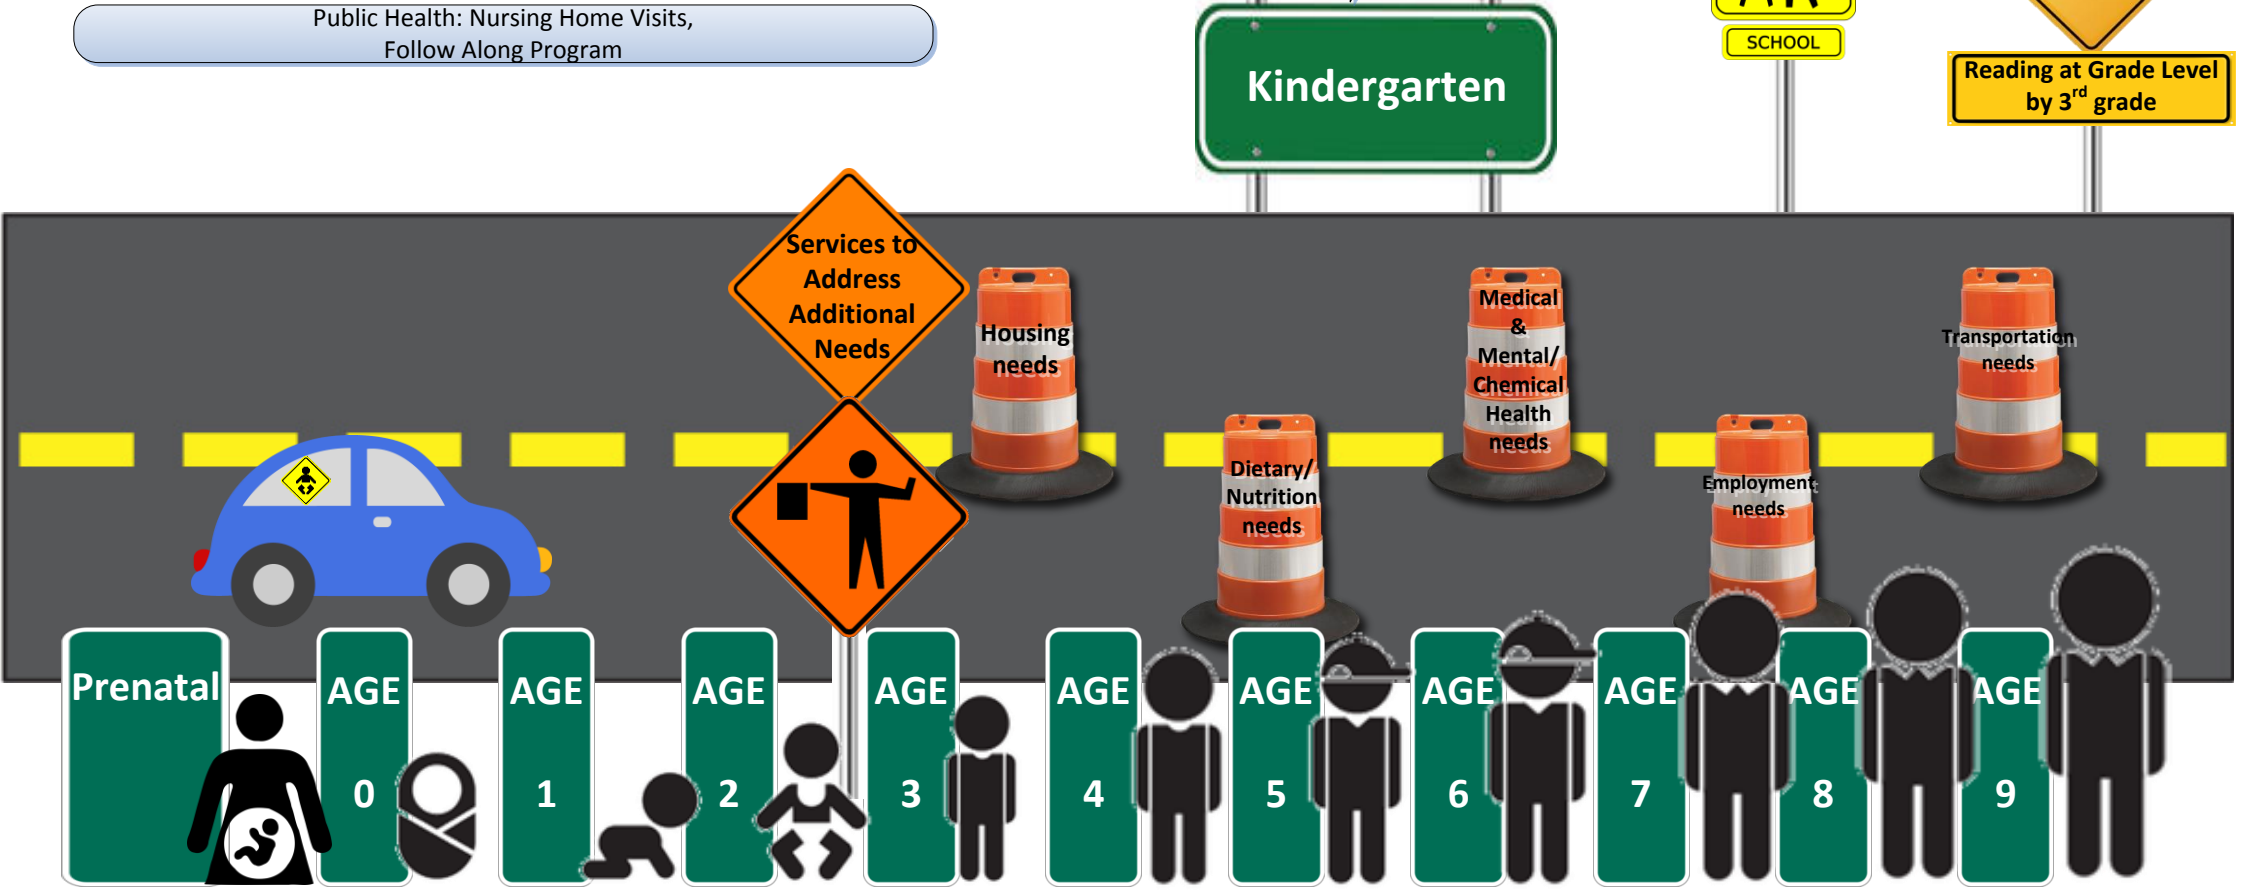 Public Health: Nursing Home Visits,
Follow Along Program
Kindergarten
SCHOOL
Reading at Grade Level
by 3rd grade
Services to
Address
Additional
Needs
Housing
needs
Dietary/
Nutrition
needs
Medical
&
Mental/
Chemical
Health
needs
Employment
needs
Transportation
needs
Prenatal
AGE
0
AGE
1
AGE
2
AGE
3
AGE
4
AGE
5
AGE
6
AGE
7
AGE
8
AGE
9